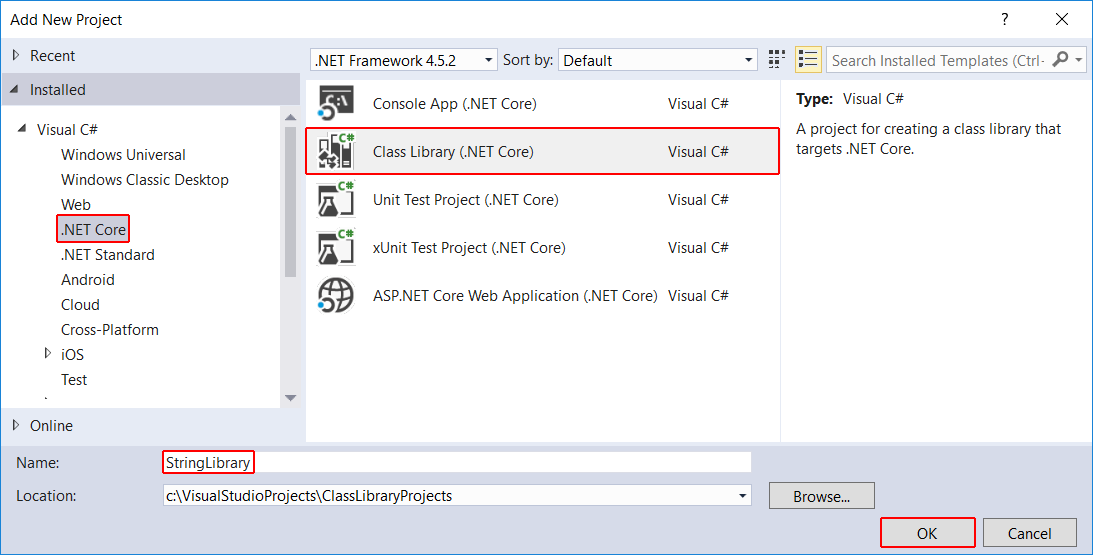 Add New Project
?
Recent
Installed
Visual C#
Windows Universal
Windows Classic Desktop
Web
.NET Core
.NET Standard
Android
Cloud
Cross-Platform
iOS
Test
Online
.NET Framework 4.5.2 Sort by: Default
Search Installed Templates (Ctrl-
Console App (.NET Core) Visual C#
C# Class Library (.NET Core) Visual C#
C# Unit Test Project (.NET Core) Visual C#
C# xUnit Test Project (.NET Core) Visual C#
ASP.NET Core Web Application (.NET Core) Visual C#
Type: Visual C#
A project for creating a class library that
targets .NET Core.
Name: StringLibrary
Location: c:\VisualStudioProjects\ClassLibraryProjects Browse...
OK Cancel